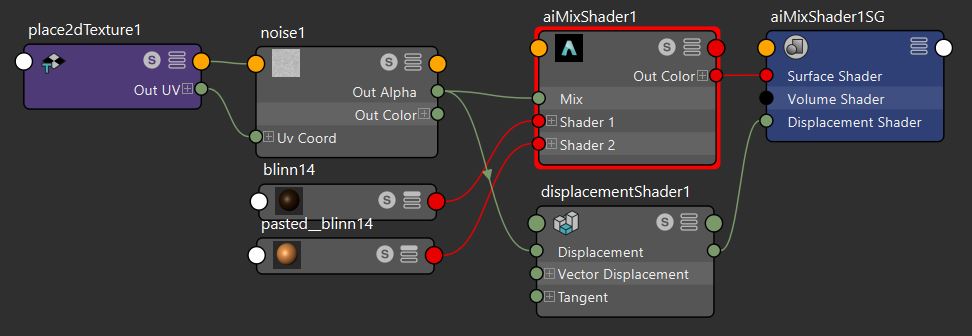 place2dTexture1
S
Out UV
noise1
S
Out Alpha
Out Color
Uv Coord
blinn14
S
pasted__blinn14
S
aiMixShader1
S
Out Color
Mix
Shader 1
Shader 2
displacementShader1
S
Displacement
Vector Displacement
Tangent
aiMixShader1SG
Surface Shader
Volume Shader
Displacement Shader